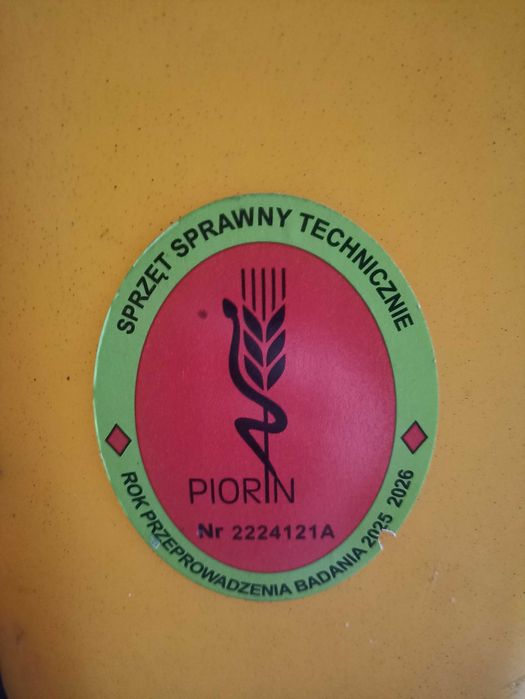 SPRZĘT SPRAWNY TECHNICZNIE
PIORIN
Nr 2224121A
ROK PRZEPROWADZENIA BADANIA 2025 2026